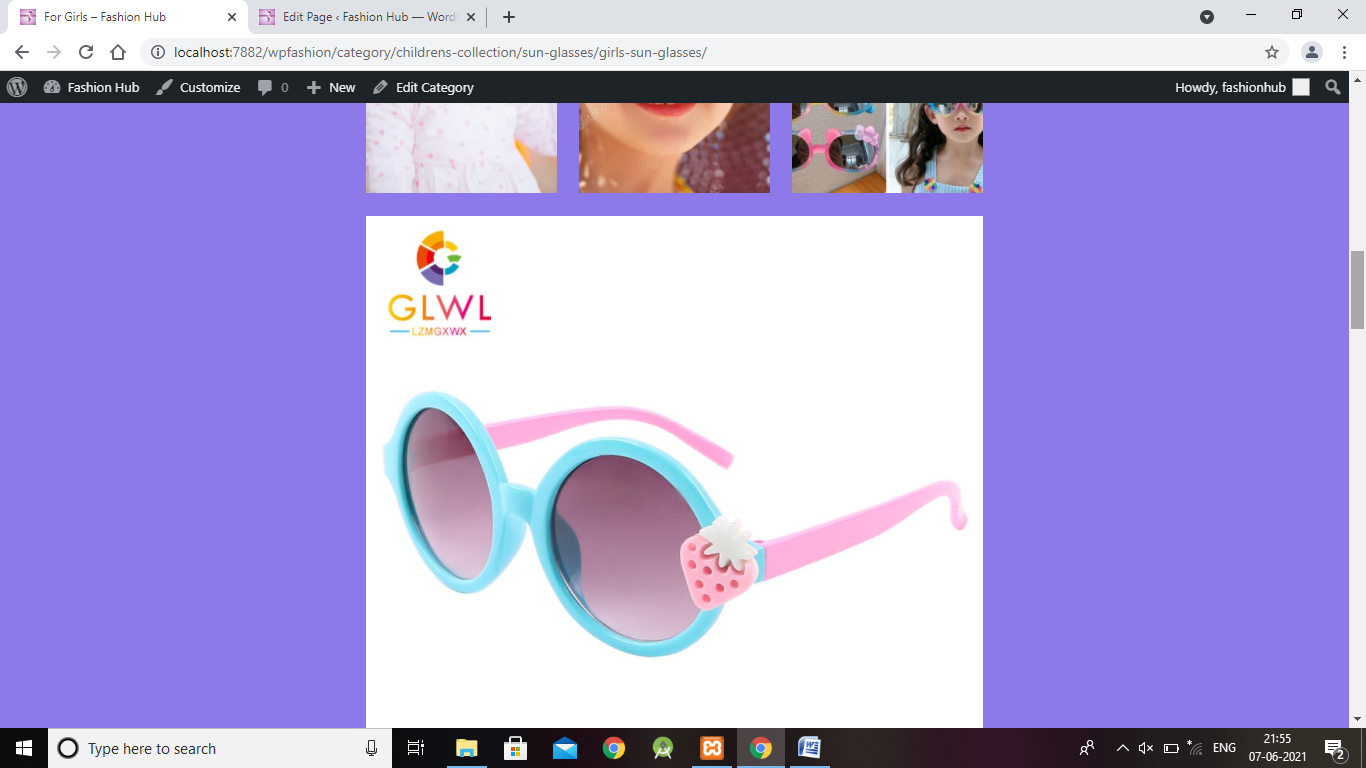 For Girls – Fashion Hub
Edit Page ‹ Fashion Hub — Word
localhost:7882/wpfashion/category/childrens-collection/sun-glasses/girls-sun-glasses/
Fashion Hub
Customize
0
New
Edit Category
Howdy, fashionhub
GLWL
LZMGXWX
Type here to search
ENG
21:55
07-06-2021
2